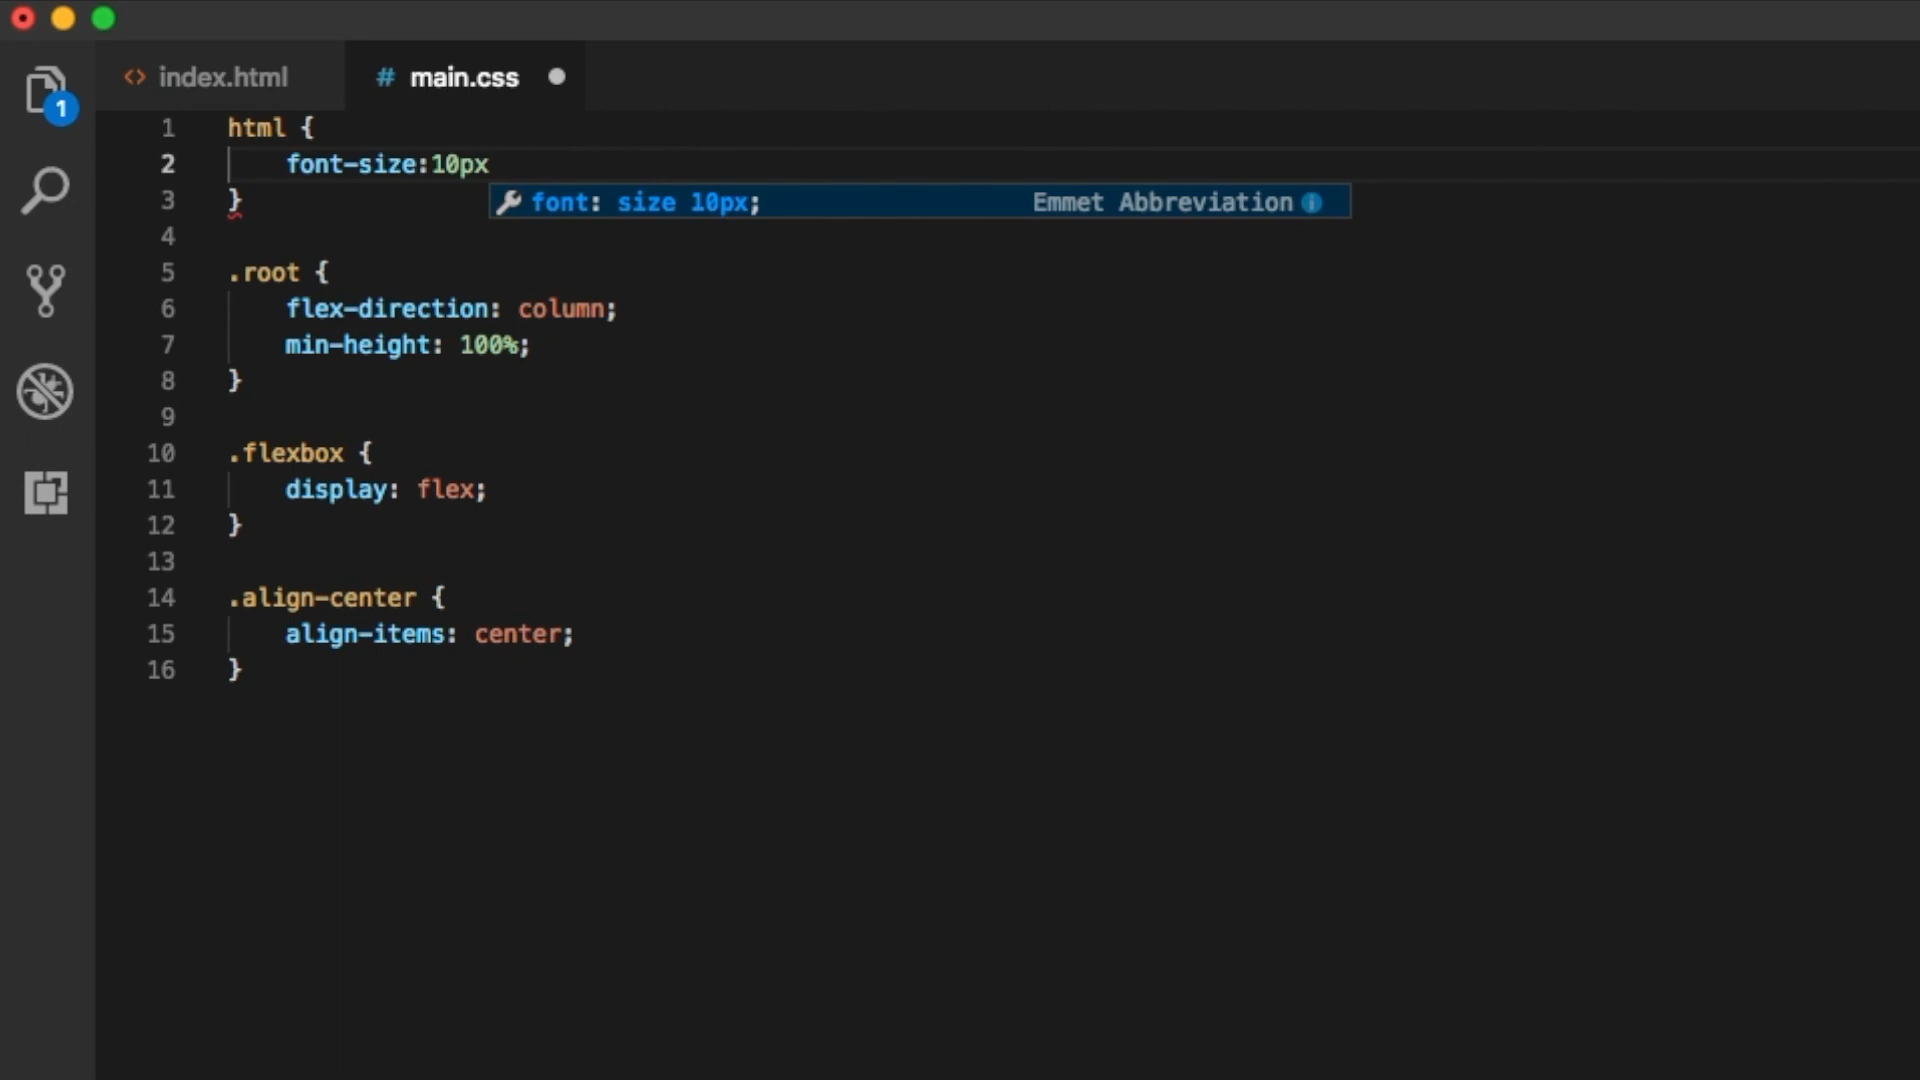 index.html
main.css
1
1 html {
2 font-size:10px
3 }
font: size 10px; Emmet Abbreviation
4
5 .root {
6 flex-direction: column;
7 min-height: 100%;
8 }
9
10 .flexbox {
11 display: flex;
12 }
13
14 .align-center {
15 align-items: center;
16 }